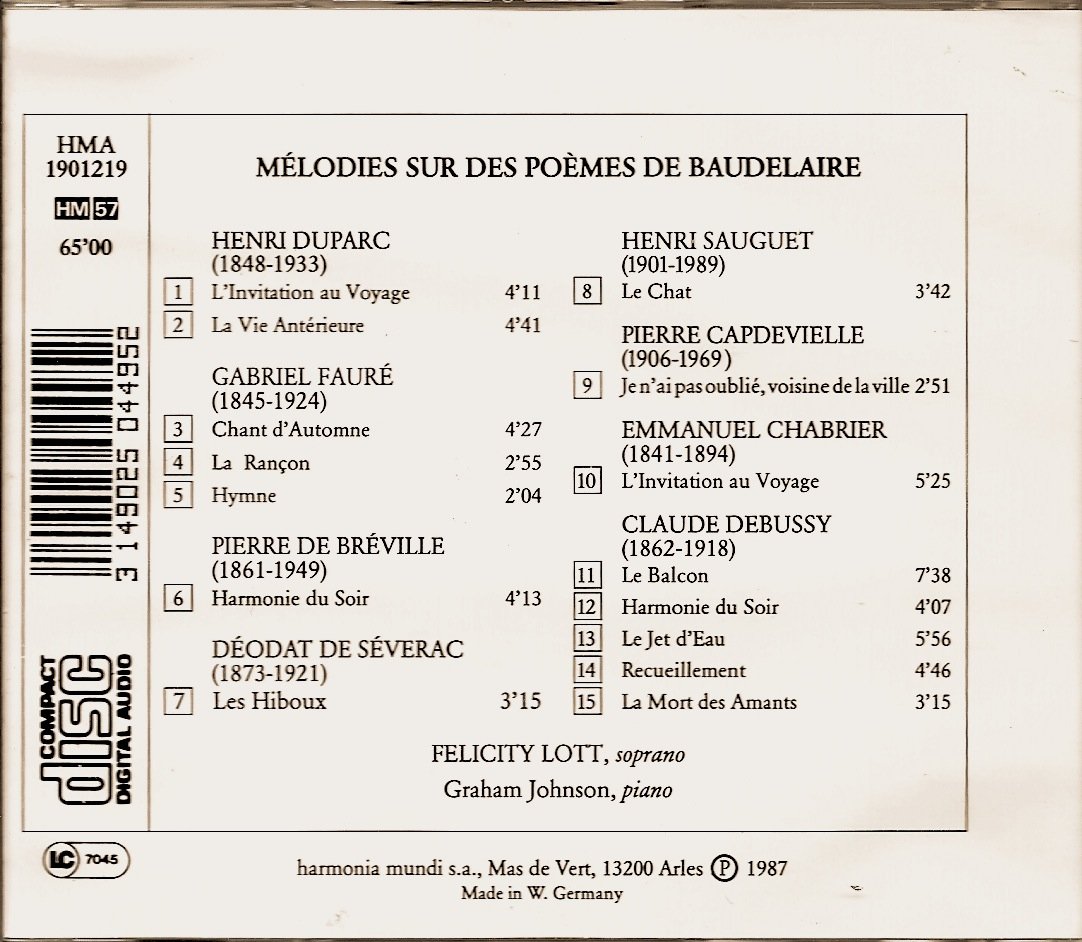 HMA
1901219
HM 57
65'00
3 149025 044952
COMPACT
disc
DIGITAL AUDIO
LC 7045
MÉLODIES SUR DES POÈMES DE BAUDELAIRE
HENRI DUPARC
(1848-1933)
1 L'Invitation au Voyage 4'11
2 La Vie Antérieure 4'41
GABRIEL FAURÉ
(1845-1924)
3 Chant d'Automne 4'27
4 La Rançon 2'55
5 Hymne 2'04
PIERRE DE BRÉVILLE
(1861-1949)
6 Harmonie du Soir 4'13
DÉODAT DE SÉVERAC
(1873-1921)
7 Les Hiboux 3'15
HENRI SAUGUET
(1901-1989)
8 Le Chat 3'42
PIERRE CAPDEVIELLE
(1906-1969)
9 Je n'ai pas oublié, voisine de la ville 2'51
EMMANUEL CHABRIER
(1841-1894)
10 L'Invitation au Voyage 5'25
CLAUDE DEBUSSY
(1862-1918)
11 Le Balcon 7'38
12 Harmonie du Soir 4'07
13 Le Jet d'Eau 5'56
14 Recueillement 4'46
15 La Mort des Amants 3'15
FELICITY LOTT, soprano
Graham Johnson, piano
harmonia mundi s.a., Mas de Vert, 13200 Arles Ⓟ 1987
Made in W. Germany